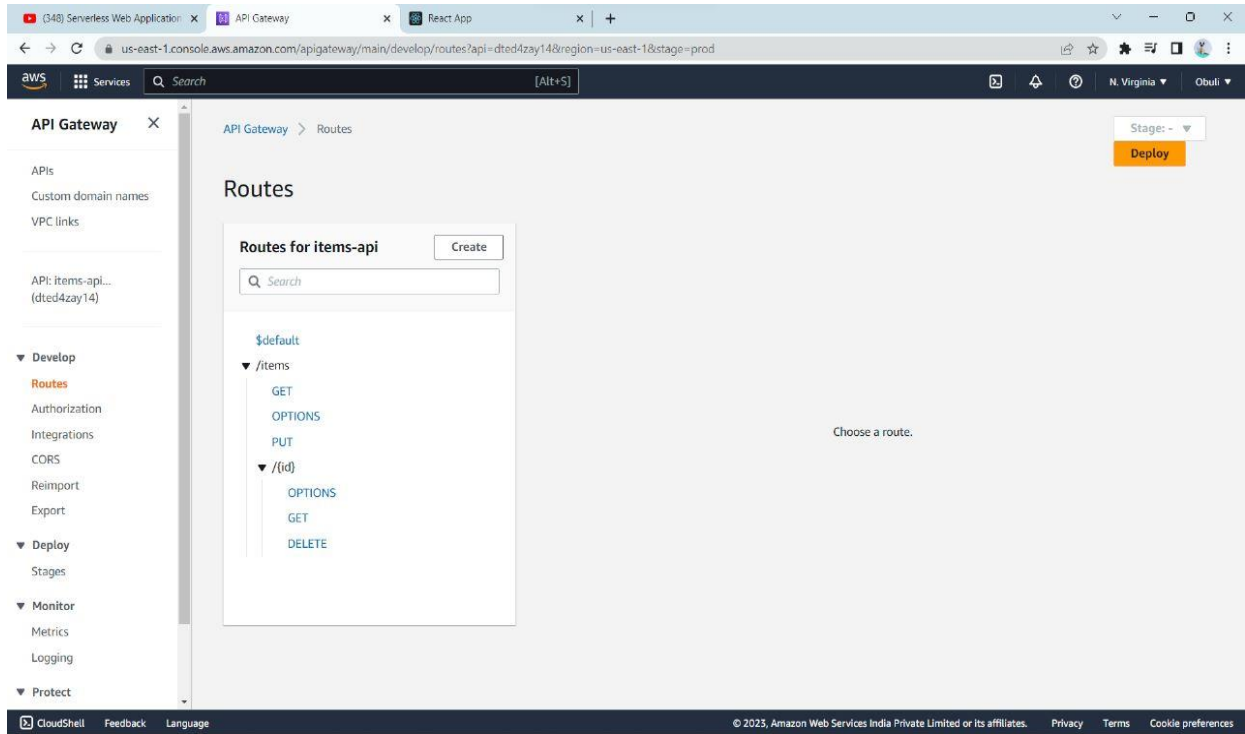 (348) Serverless Web Application
API Gateway
React App
us-east-1.console.aws.amazon.com/apigateway/main/develop/routes?api=dted4zay14&region=us-east-1&stage=prod
aws
Services
Search
[Alt+S]
N. Virginia
Obuli
API Gateway
APIs
Custom domain names
VPC links
API: items-api...
(dted4zay14)
Develop
Routes
Authorization
Integrations
CORS
Reimport
Export
Deploy
Stages
Monitor
Metrics
Logging
Protect
API Gateway > Routes
Stage: -
Deploy
Routes
Routes for items-api
Create
Search
$default
/items
GET
OPTIONS
PUT
/{id}
OPTIONS
GET
DELETE
Choose a route.
CloudShell Feedback Language
© 2023, Amazon Web Services India Private Limited or its affiliates. Privacy Terms Cookie preferences